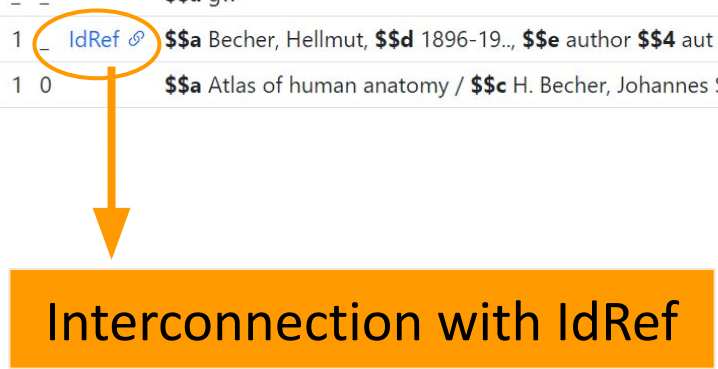 1 _ IdRef $$a Becher, Hellmut, $$d 1896-19.., $$e author $$4 aut
1 0 $$a Atlas of human anatomy / $$c H. Becher, Johannes
Interconnection with IdRef